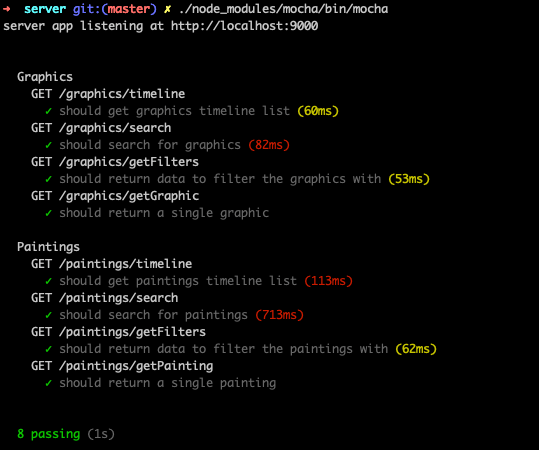 ➜ server git:(master) ✗ ./node_modules/mocha/bin/mocha
server app listening at http://localhost:9000
Graphics
GET /graphics/timeline
✓ should get graphics timeline list (60ms)
GET /graphics/search
✓ should search for graphics (82ms)
GET /graphics/getFilters
✓ should return data to filter the graphics with (53ms)
GET /graphics/getGraphic
✓ should return a single graphic
Paintings
GET /paintings/timeline
✓ should get paintings timeline list (113ms)
GET /paintings/search
✓ should search for paintings (713ms)
GET /paintings/getFilters
✓ should return data to filter the paintings with (62ms)
GET /paintings/getPainting
✓ should return a single painting
8 passing (1s)